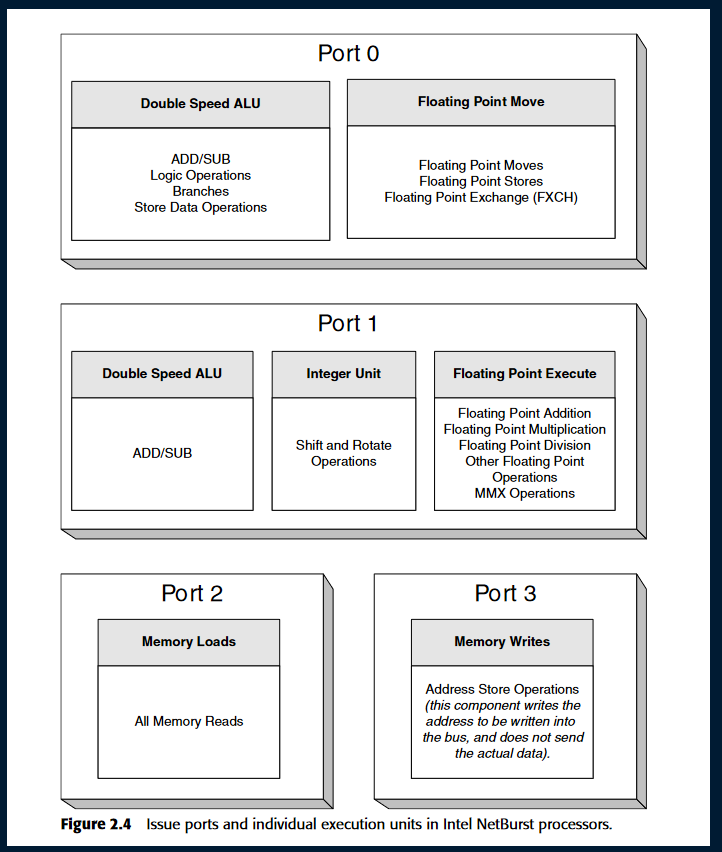 Port 0
Double Speed ALU
ADD/SUB
Logic Operations
Branches
Store Data Operations
Floating Point Move
Floating Point Moves
Floating Point Stores
Floating Point Exchange (FXCH)
Port 1
Double Speed ALU
ADD/SUB
Integer Unit
Shift and Rotate
Operations
Floating Point Execute
Floating Point Addition
Floating Point Multiplication
Floating Point Division
Other Floating Point
Operations
MMX Operations
Port 2
Memory Loads
All Memory Reads
Port 3
Memory Writes
Address Store Operations
(this component writes the
address to be written into
the bus, and does not send
the actual data).
Figure 2.4 Issue ports and individual execution units in Intel NetBurst processors.